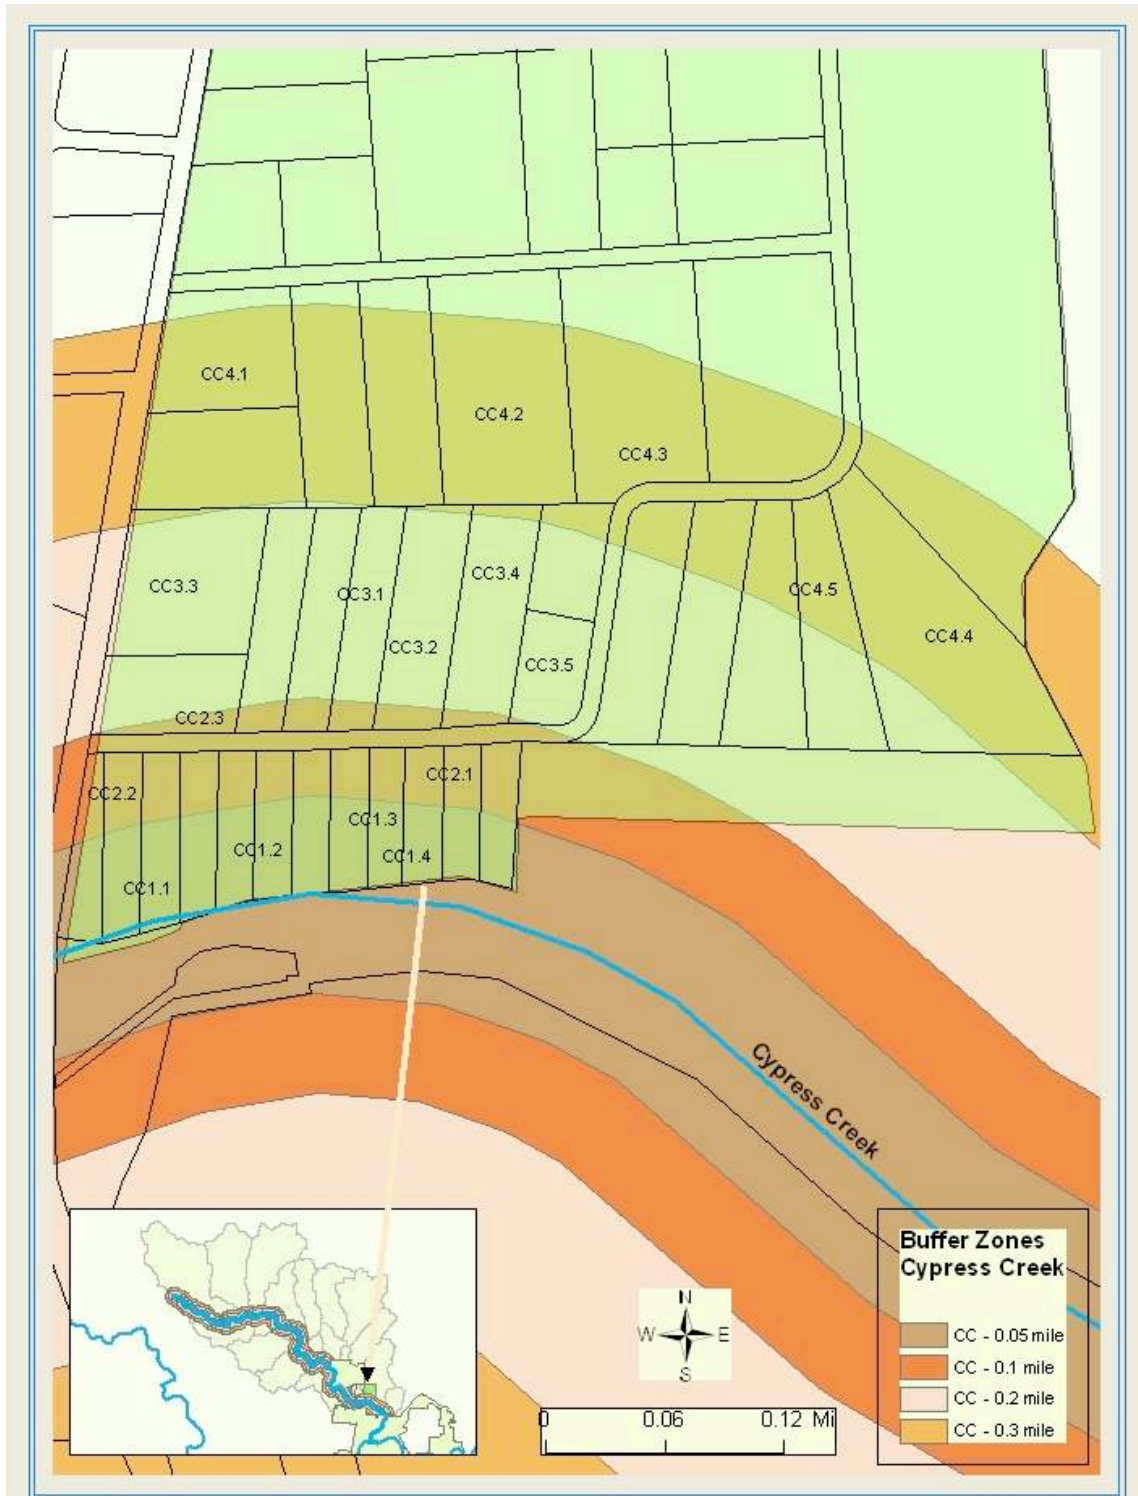 CC4.1
CC4.2
CC4.3
CC3.3
CC3.1
CC3.4
CC4.5
CC3.2
CC4.4
CC3.5
CC2.3
CC2.2
CC2.1
CC1.3
CC1.2
CC1.4
CC1.1
Cypress Creek
Buffer Zones
Cypress Creek
CC - 0.05 mile
CC - 0.1 mile
CC - 0.2 mile
CC - 0.3 mile
N
W E
S
0 0.06 0.12 Mi